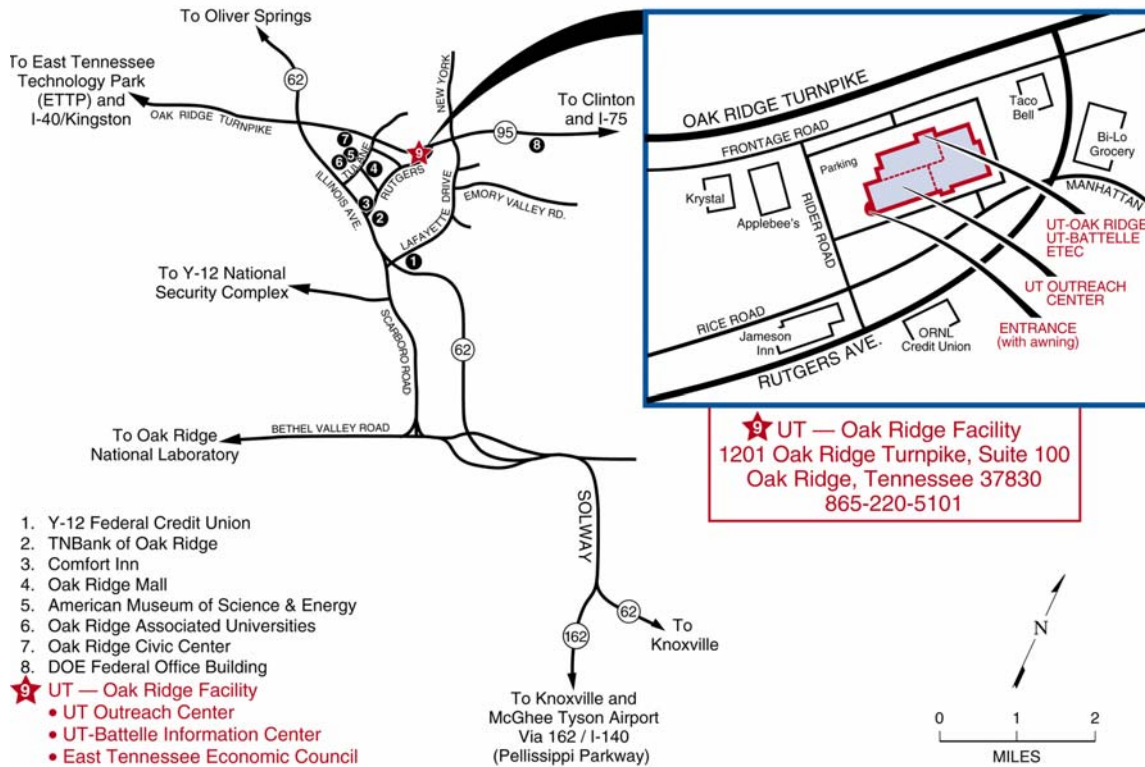 To Oliver Springs
To East Tennessee
Technology Park
(ETTP) and
I-40/Kingston
62
OAK RIDGE TURNPIKE
NEW YORK
To Clinton
and I-75
95
8
7
5
6
TULANE
4
9
RUTGERS
ILLINOIS AVE.
3
2
LAFAYETTE DRIVE
EMORY VALLEY RD.
1
To Y-12 National
Security Complex
SCARBORO ROAD
62
To Oak Ridge
National Laboratory
BETHEL VALLEY ROAD
SOLWAY
62
To
Knoxville
162
To Knoxville and
McGhee Tyson Airport
Via 162 / I-140
(Pellissippi Parkway)
OAK RIDGE TURNPIKE
FRONTAGE ROAD
Taco
Bell
Bi-Lo
Grocery
Parking
Krystal
Applebee's
RIDER ROAD
MANHATTAN
UT-OAK RIDGE
UT-BATTELLE
ETEC
UT OUTREACH
CENTER
ENTRANCE
(with awning)
RICE ROAD
Jameson
Inn
ORNL
Credit Union
RUTGERS AVE.
9 UT — Oak Ridge Facility
1201 Oak Ridge Turnpike, Suite 100
Oak Ridge, Tennessee 37830
865-220-5101
1. Y-12 Federal Credit Union
2. TNBank of Oak Ridge
3. Comfort Inn
4. Oak Ridge Mall
5. American Museum of Science & Energy
6. Oak Ridge Associated Universities
7. Oak Ridge Civic Center
8. DOE Federal Office Building
9 UT — Oak Ridge Facility
• UT Outreach Center
• UT-Battelle Information Center
• East Tennessee Economic Council
N
0 1 2
MILES